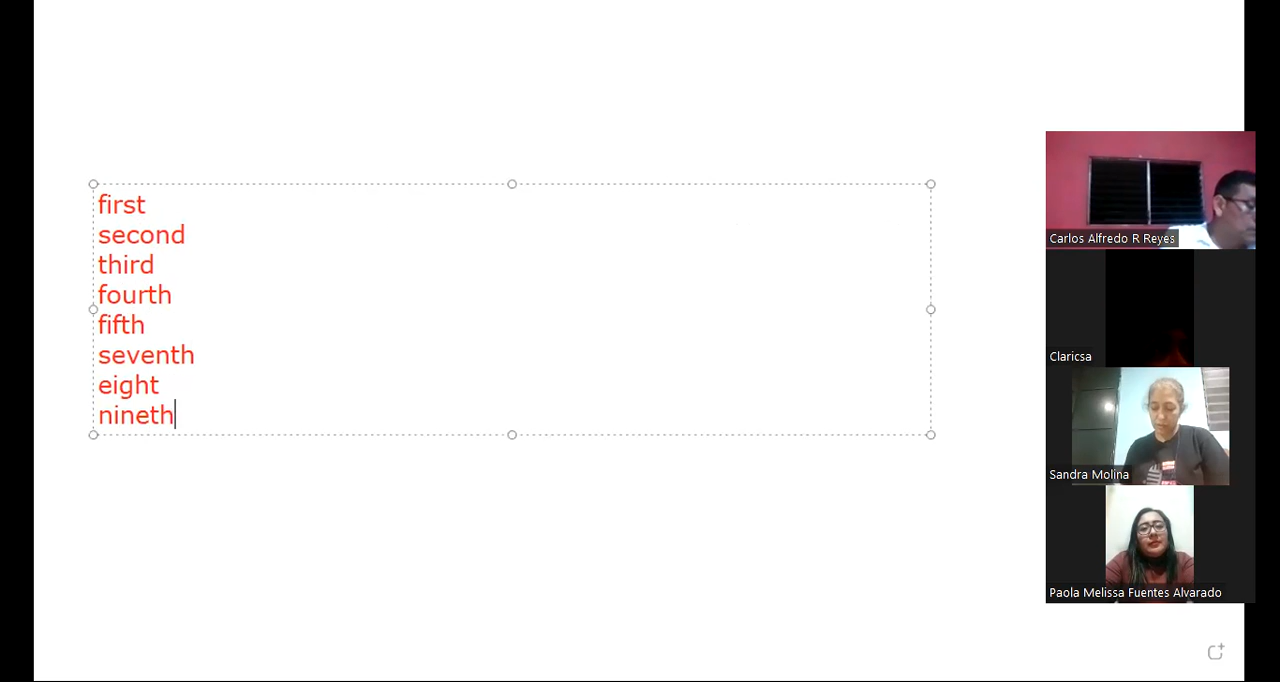 first
second
third
fourth
fifth
seventh
eight
nineth
Carlos Alfredo R Reyes
Claricsa
Sandra Molina
Paola Melissa Fuentes Alvarado